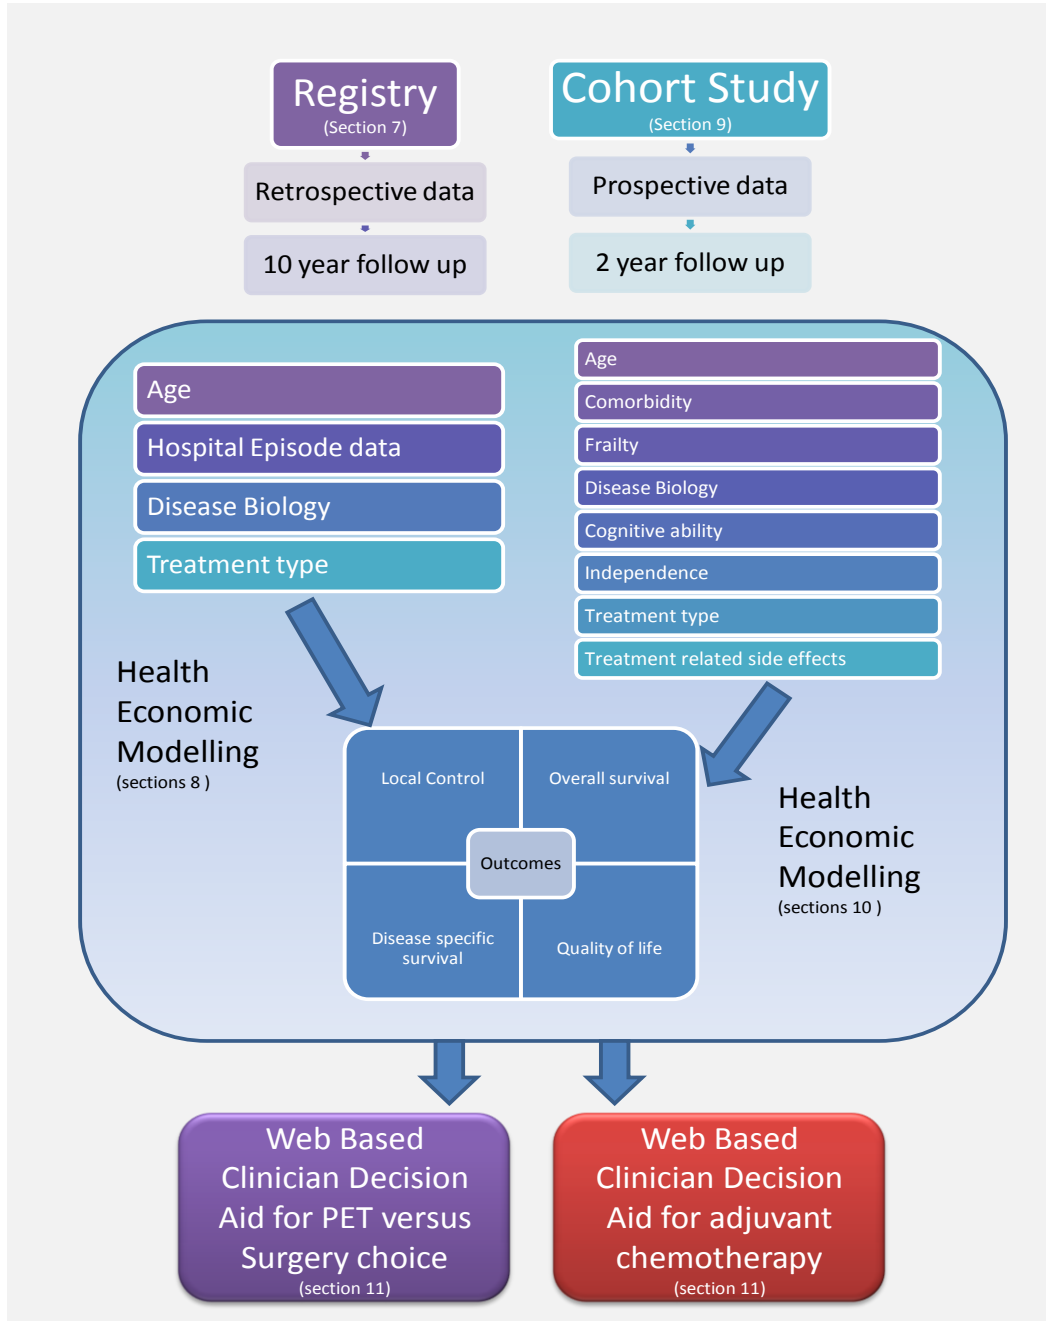 Registry
(Section 7)
Retrospective data
10 year follow up
Cohort Study
(Section 9)
Prospective data
2 year follow up
Age
Hospital Episode data
Disease Biology
Treatment type
Age
Comorbidity
Frailty
Disease Biology
Cognitive ability
Independence
Treatment type
Treatment related side effects
Health
Economic
Modelling
(sections 8 )
Local Control
Overall survival
Outcomes
Disease specific
survival
Quality of life
Health
Economic
Modelling
(sections 10 )
Web Based
Clinician Decision
Aid for PET versus
Surgery choice
(section 11)
Web Based
Clinician Decision
Aid for adjuvant
chemotherapy
(section 11)